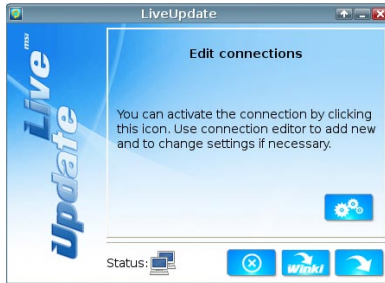 LiveUpdate
msi
Live
Update
Edit connections
You can activate the connection by clicking
this icon. Use connection editor to add new
and to change settings if necessary.
Status:
Winki